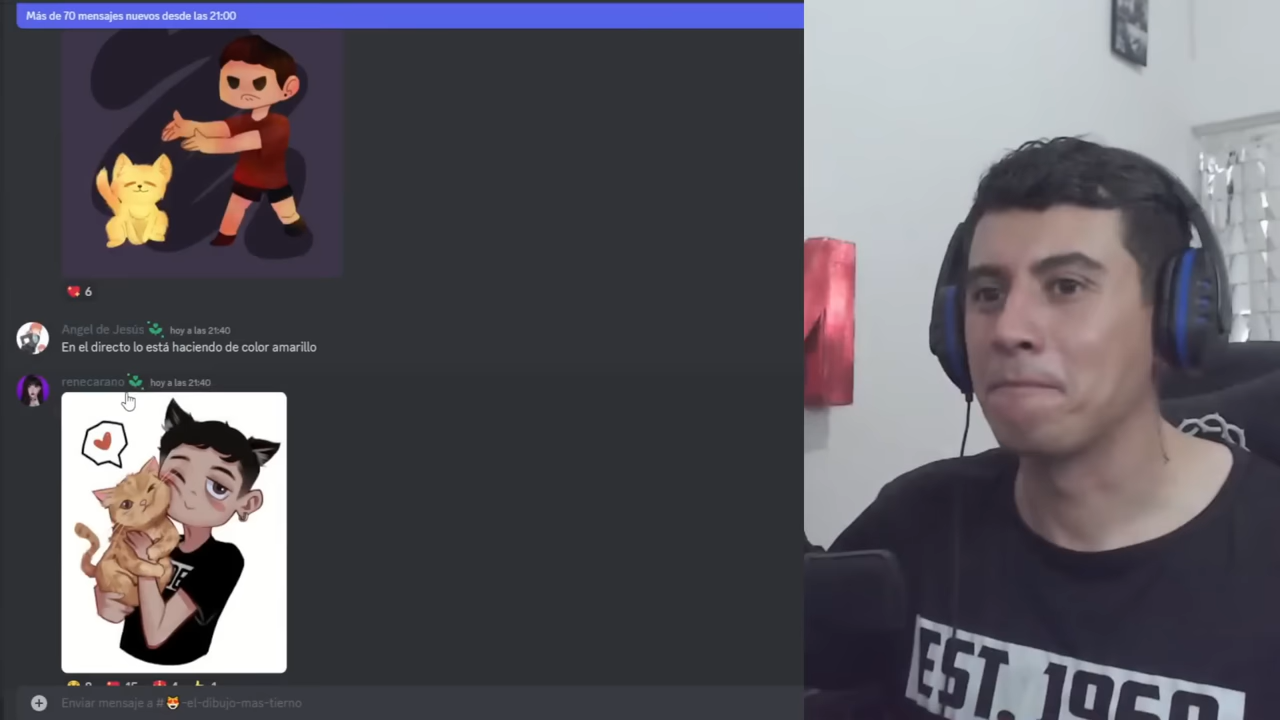 Más de 70 mensajes nuevos desde las 21:00
6
Angel de Jesús hoy a las 21:40
En el directo lo está haciendo de color amarillo
renecarano hoy a las 21:40
Enviar mensaje a # -el-dibujo-mas-tierno
EST. 1960